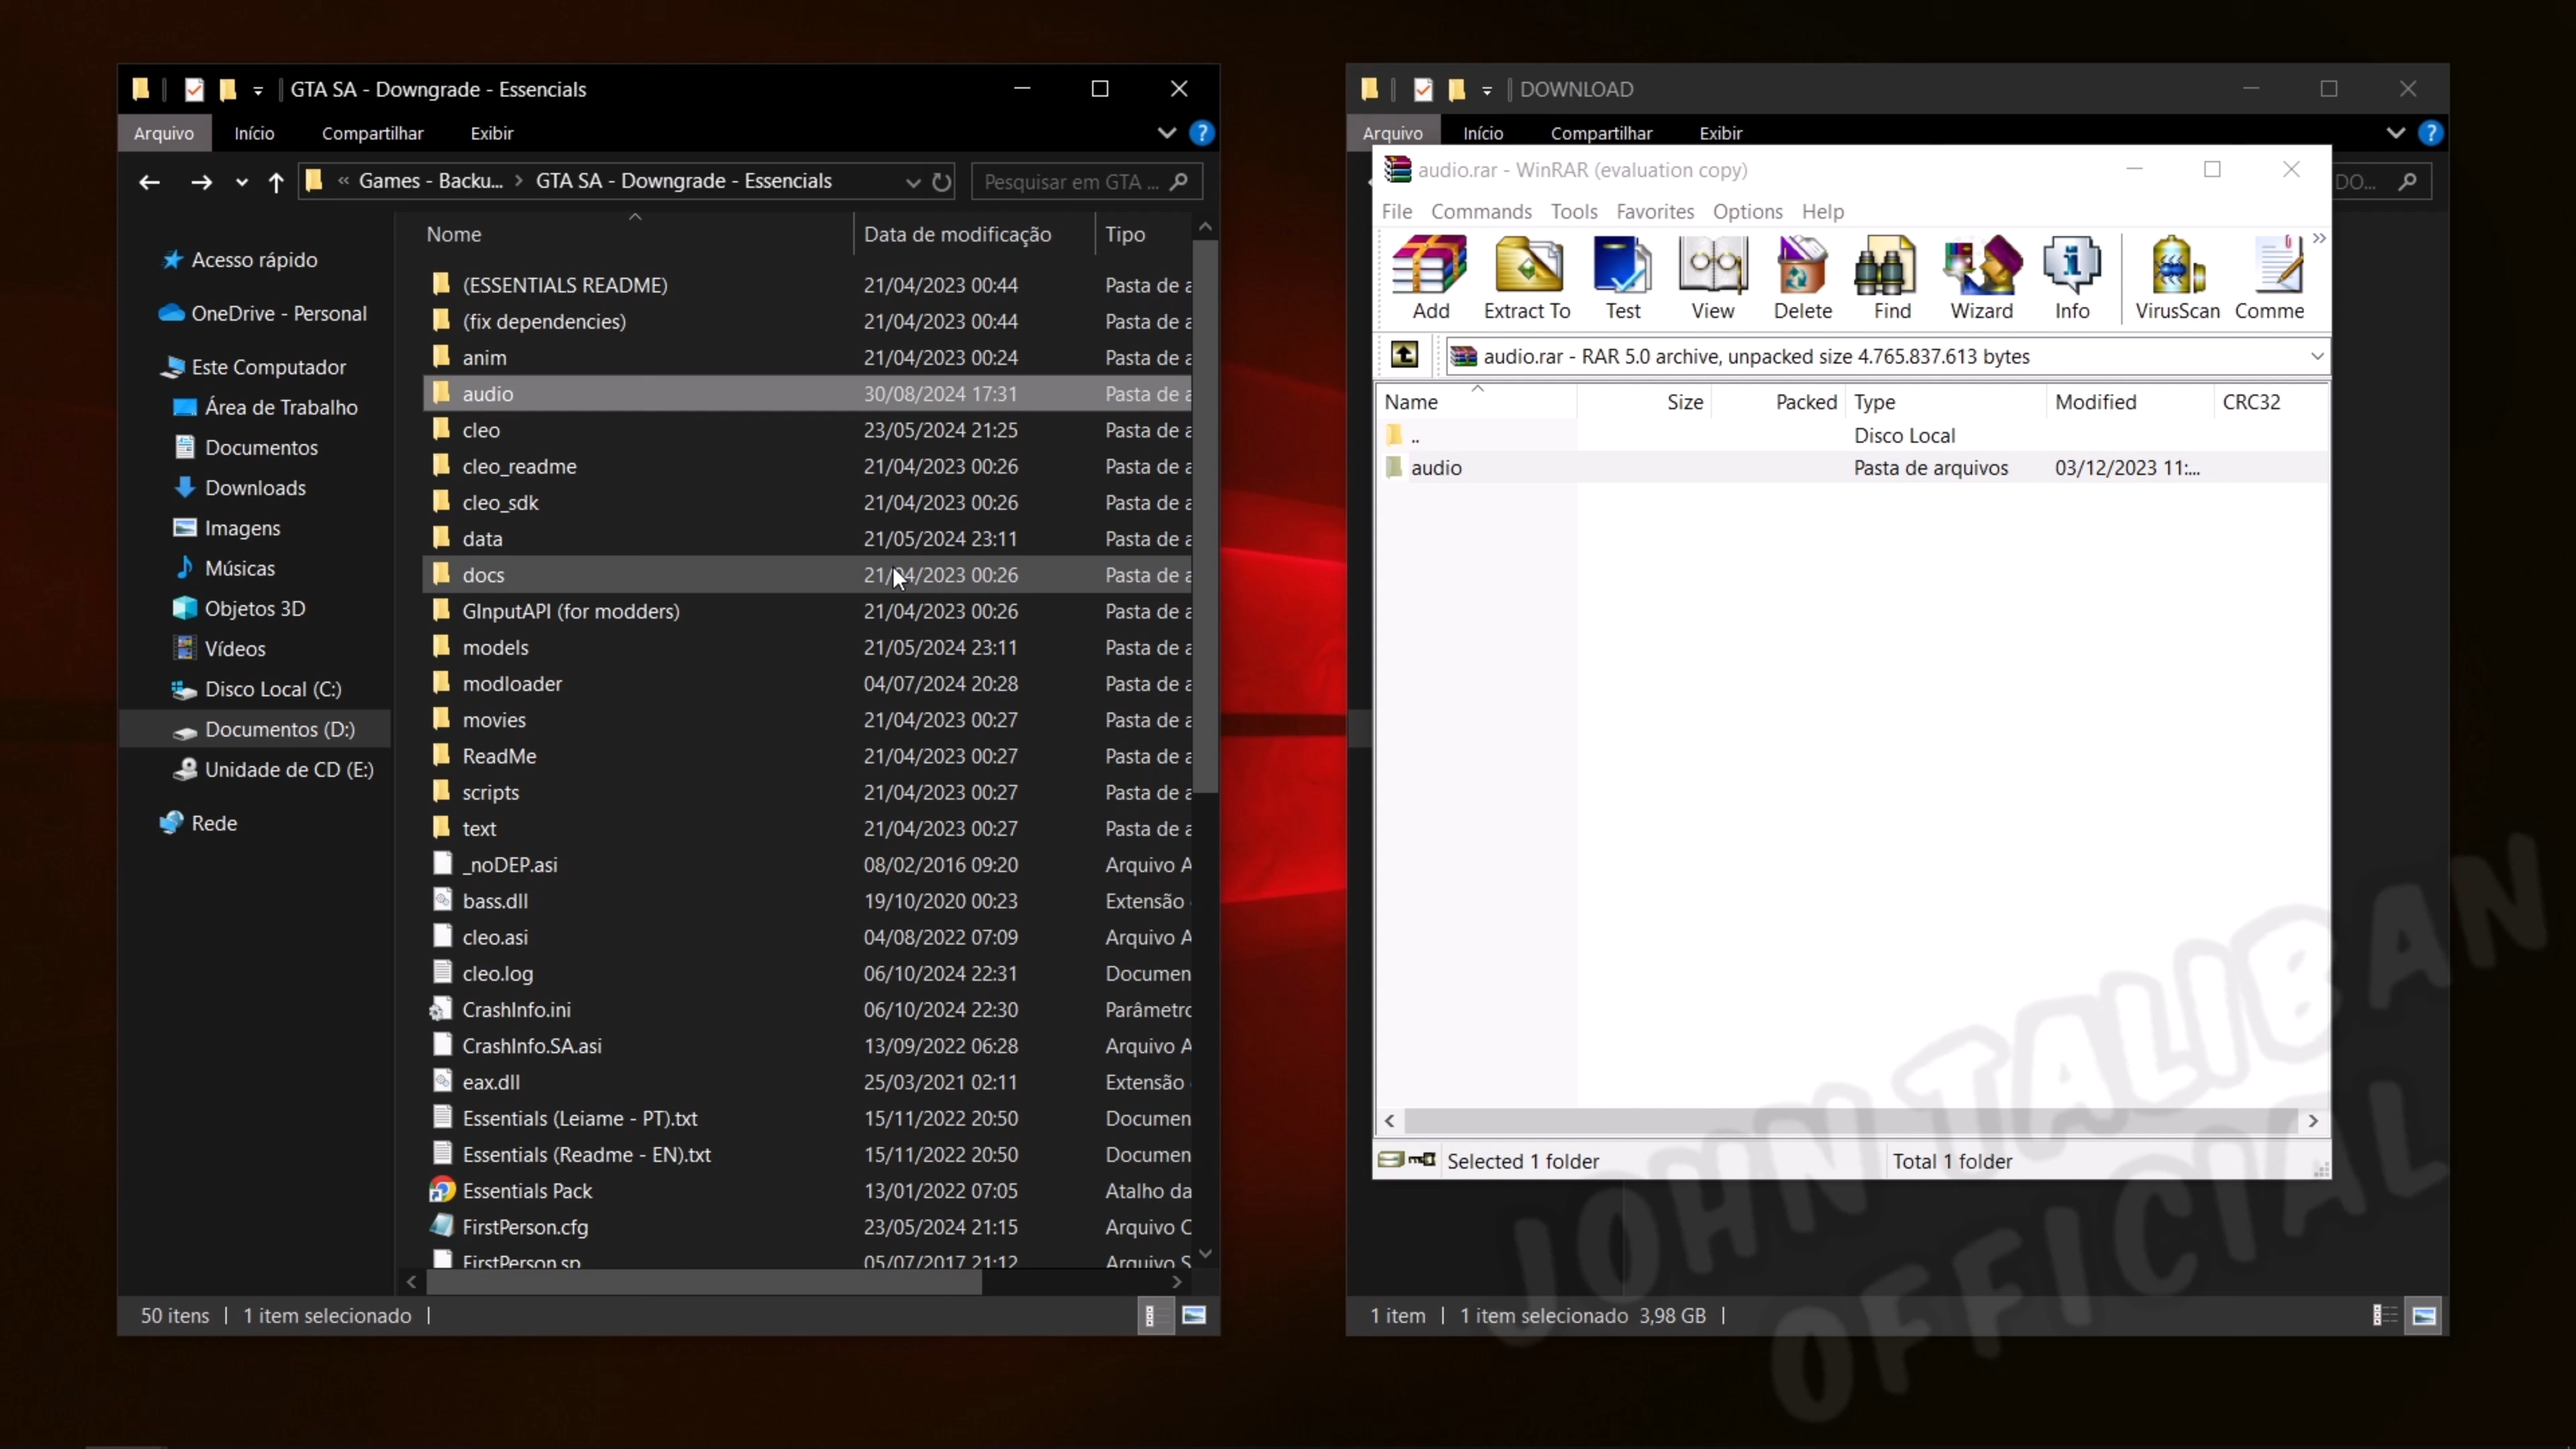 GTA SA - Downgrade - Essencials
Arquivo Início Compartilhar Exibir
« Games - Backu... > GTA SA - Downgrade - Essencials
Pesquisar em GTA ...
Acesso rápido
OneDrive - Personal
Este Computador
Área de Trabalho
Documentos
Downloads
Imagens
Músicas
Objetos 3D
Vídeos
Disco Local (C:)
Documentos (D:)
Unidade de CD (E:)
Rede
Nome Data de modificação Tipo
(ESSENTIALS README) 21/04/2023 00:44 Pasta de a
(fix dependencies) 21/04/2023 00:44 Pasta de a
anim 21/04/2023 00:24 Pasta de a
audio 30/08/2024 17:31 Pasta de a
cleo 23/05/2024 21:25 Pasta de a
cleo_readme 21/04/2023 00:26 Pasta de a
cleo_sdk 21/04/2023 00:26 Pasta de a
data 21/05/2024 23:11 Pasta de a
docs 21/04/2023 00:26 Pasta de a
GInputAPI (for modders) 21/04/2023 00:26 Pasta de a
models 21/05/2024 23:11 Pasta de a
modloader 04/07/2024 20:28 Pasta de a
movies 21/04/2023 00:27 Pasta de a
ReadMe 21/04/2023 00:27 Pasta de a
scripts 21/04/2023 00:27 Pasta de a
text 21/04/2023 00:27 Pasta de a
_noDEP.asi 08/02/2016 09:20 Arquivo A
bass.dll 19/10/2020 00:23 Extensão
cleo.asi 04/08/2022 07:09 Arquivo A
cleo.log 06/10/2024 22:31 Documen
CrashInfo.ini 06/10/2024 22:30 Parâmetro
CrashInfo.SA.asi 13/09/2022 06:28 Arquivo A
eax.dll 25/03/2021 02:11 Extensão
Essentials (Leiame - PT).txt 15/11/2022 20:50 Documen
Essentials (Readme - EN).txt 15/11/2022 20:50 Documen
Essentials Pack 13/01/2022 07:05 Atalho da
FirstPerson.cfg 23/05/2024 21:15 Arquivo C
FirstPerson.sp 05/07/2017 21:12 Arquivo S
50 itens | 1 item selecionado |
DOWNLOAD
Arquivo Início Compartilhar Exibir
DO...
audio.rar - WinRAR (evaluation copy)
File Commands Tools Favorites Options Help
Add Extract To Test View Delete Find Wizard Info VirusScan Comme
audio.rar - RAR 5.0 archive, unpacked size 4.765.837.613 bytes
Name Size Packed Type Modified CRC32
.. Disco Local
audio Pasta de arquivos 03/12/2023 11:...
Selected 1 folder Total 1 folder
1 item | 1 item selecionado 3,98 GB |
JOHN TALIBAN
OFFICIAL